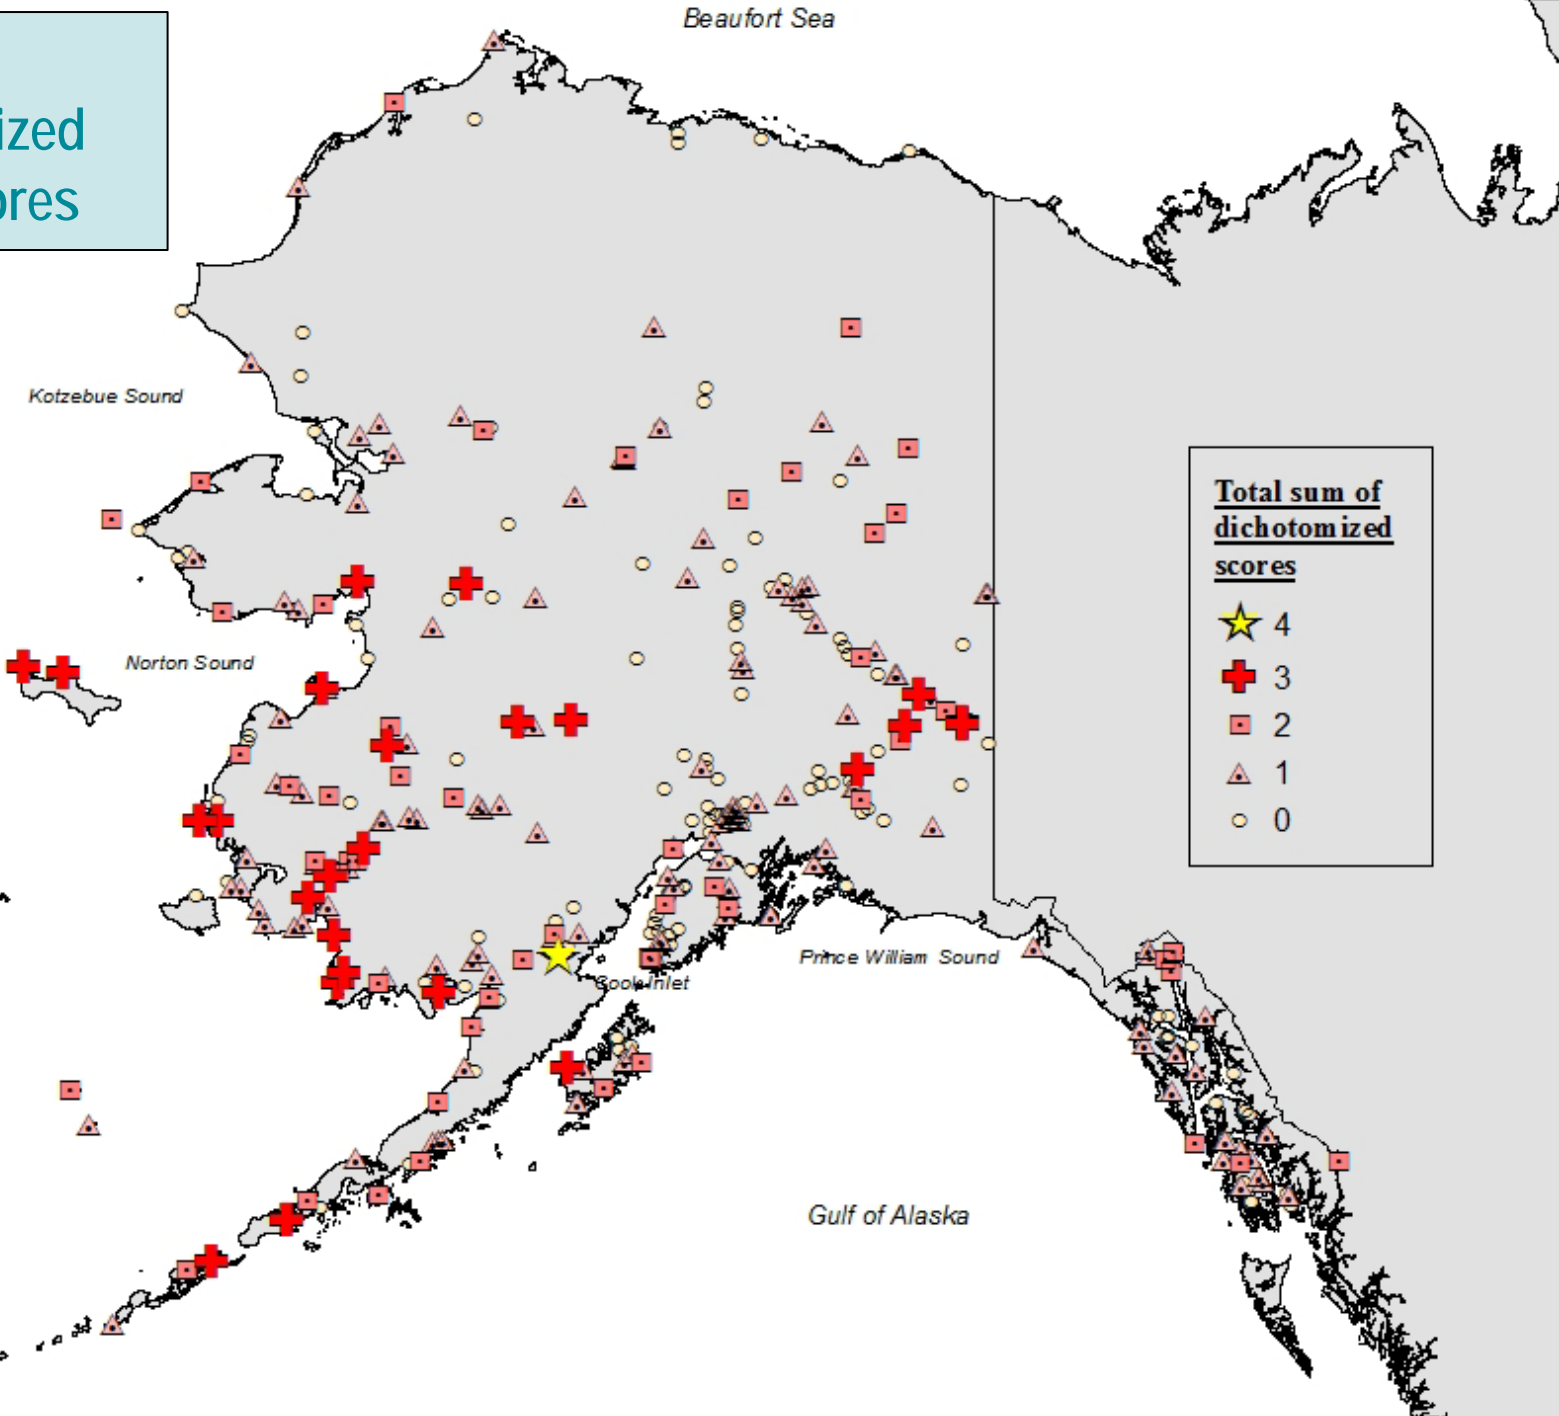 Beaufort Sea
ized
ores
Kotzebue Sound
Total sum of
dichotomized
scores
4
3
2
1
0
Norton Sound
Prince William Sound
Cook Inlet
Gulf of Alaska